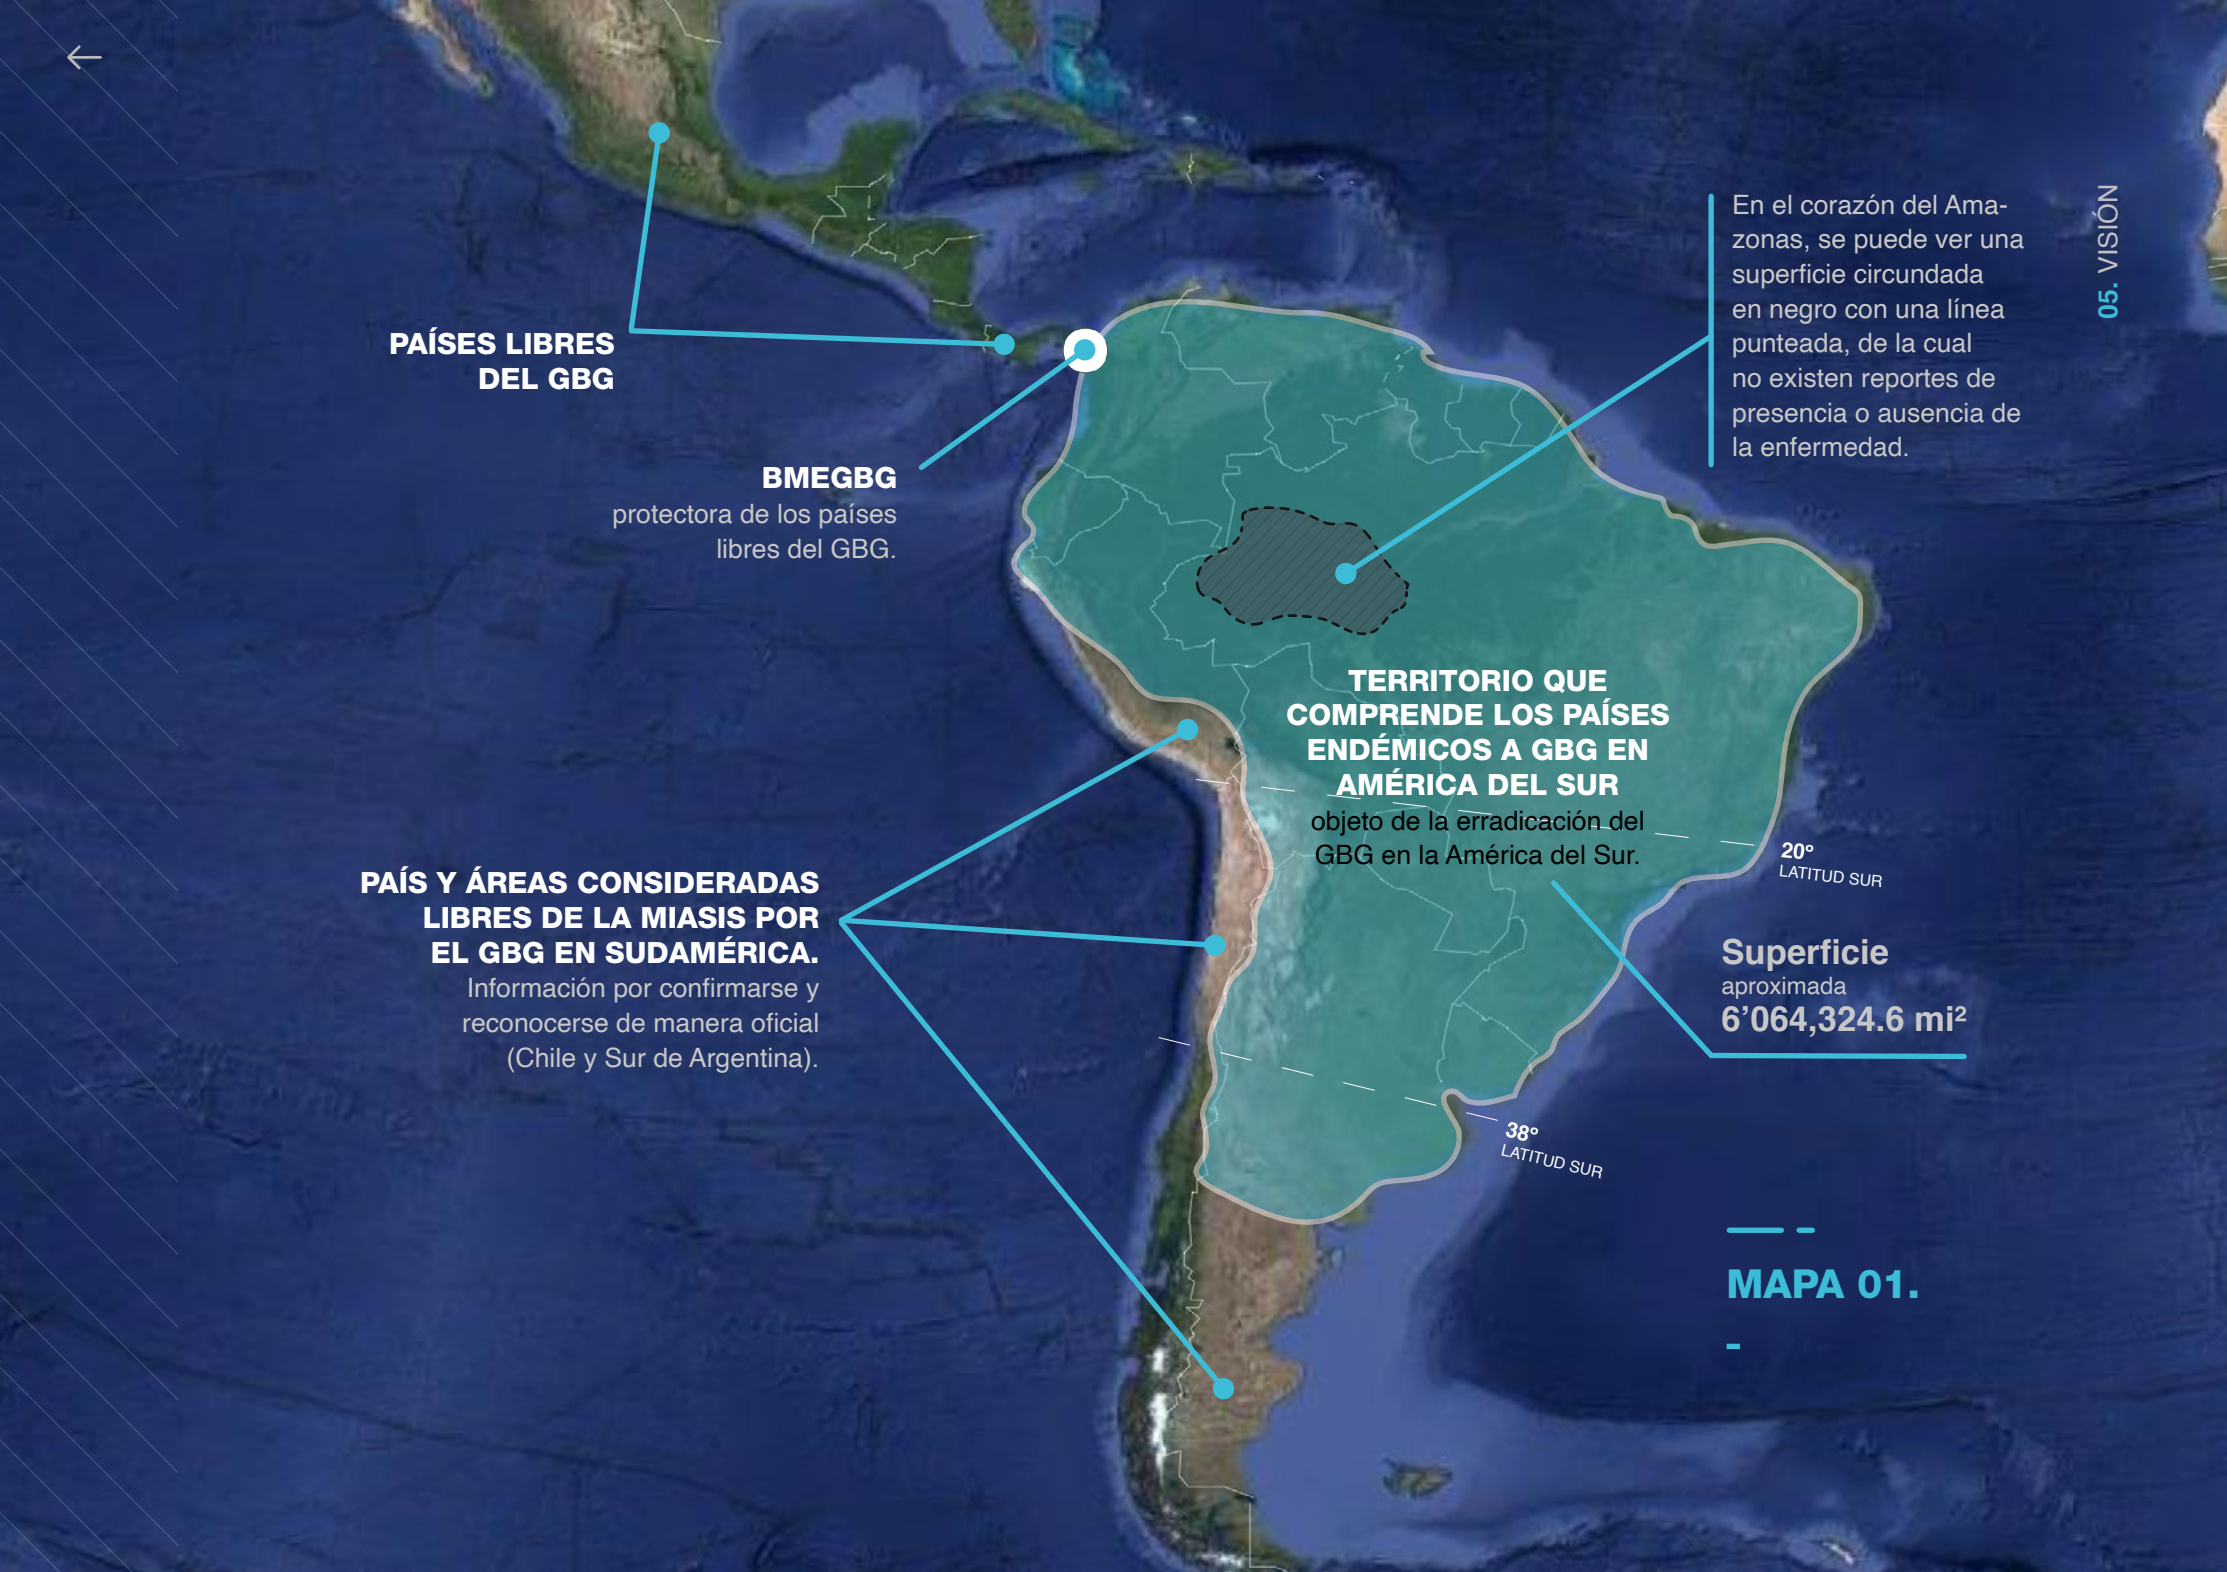 05. VISIÓN
En el corazón del Ama-
zonas, se puede ver una
superficie circundada
en negro con una línea
punteada, de la cual
no existen reportes de
presencia o ausencia de
la enfermedad.
PAÍSES LIBRES
DEL GBG
BMEGBG
protectora de los países
libres del GBG.
TERRITORIO QUE
COMPRENDE LOS PAÍSES
ENDÉMICOS A GBG EN
AMÉRICA DEL SUR
objeto de la erradicación del
GBG en la América del Sur.
20°
LATITUD SUR
PAÍS Y ÁREAS CONSIDERADAS
LIBRES DE LA MIASIS POR
EL GBG EN SUDAMÉRICA.
Información por confirmarse y
reconocerse de manera oficial
(Chile y Sur de Argentina).
Superficie
aproximada
6’064,324.6 mi²
38°
LATITUD SUR
MAPA 01.